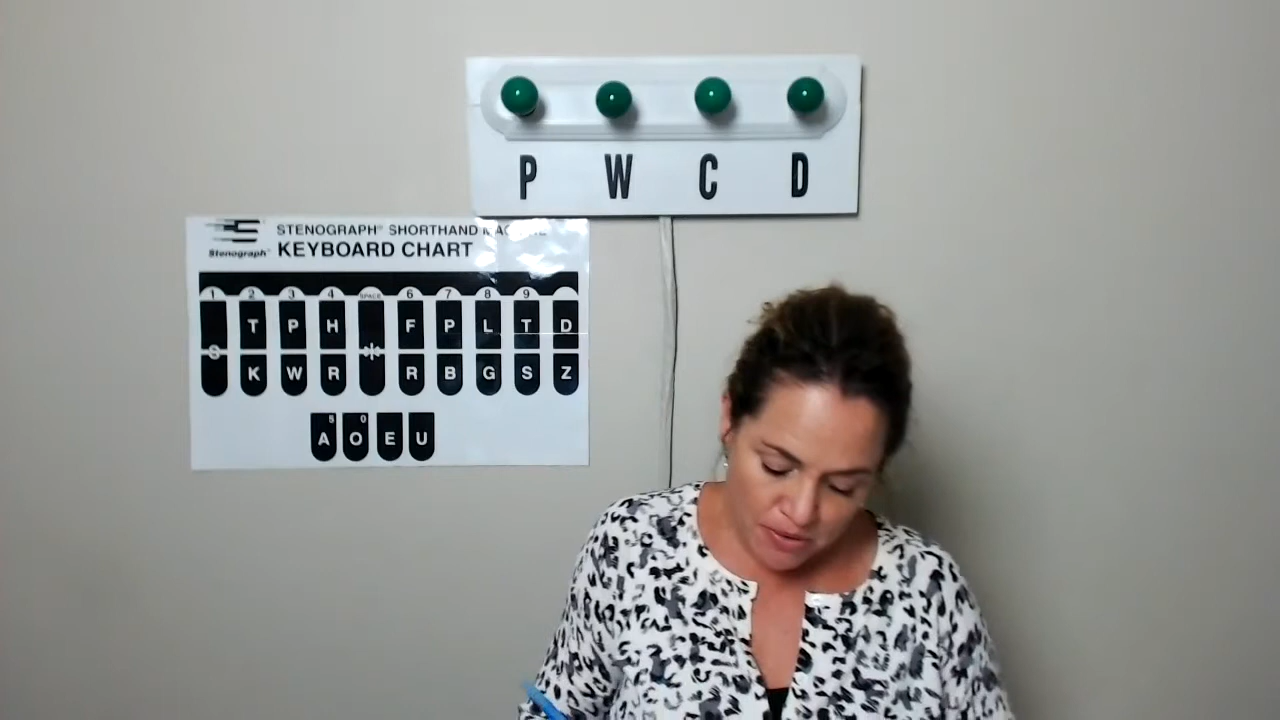 P W C D
STENOGRAPH® SHORTHAND
Stenograph® KEYBOARD CHART
1 2 3 4 SPACE 6 7 8 9
T P H F P L T D
S *
K W R R B G S Z
5 0
A O E U